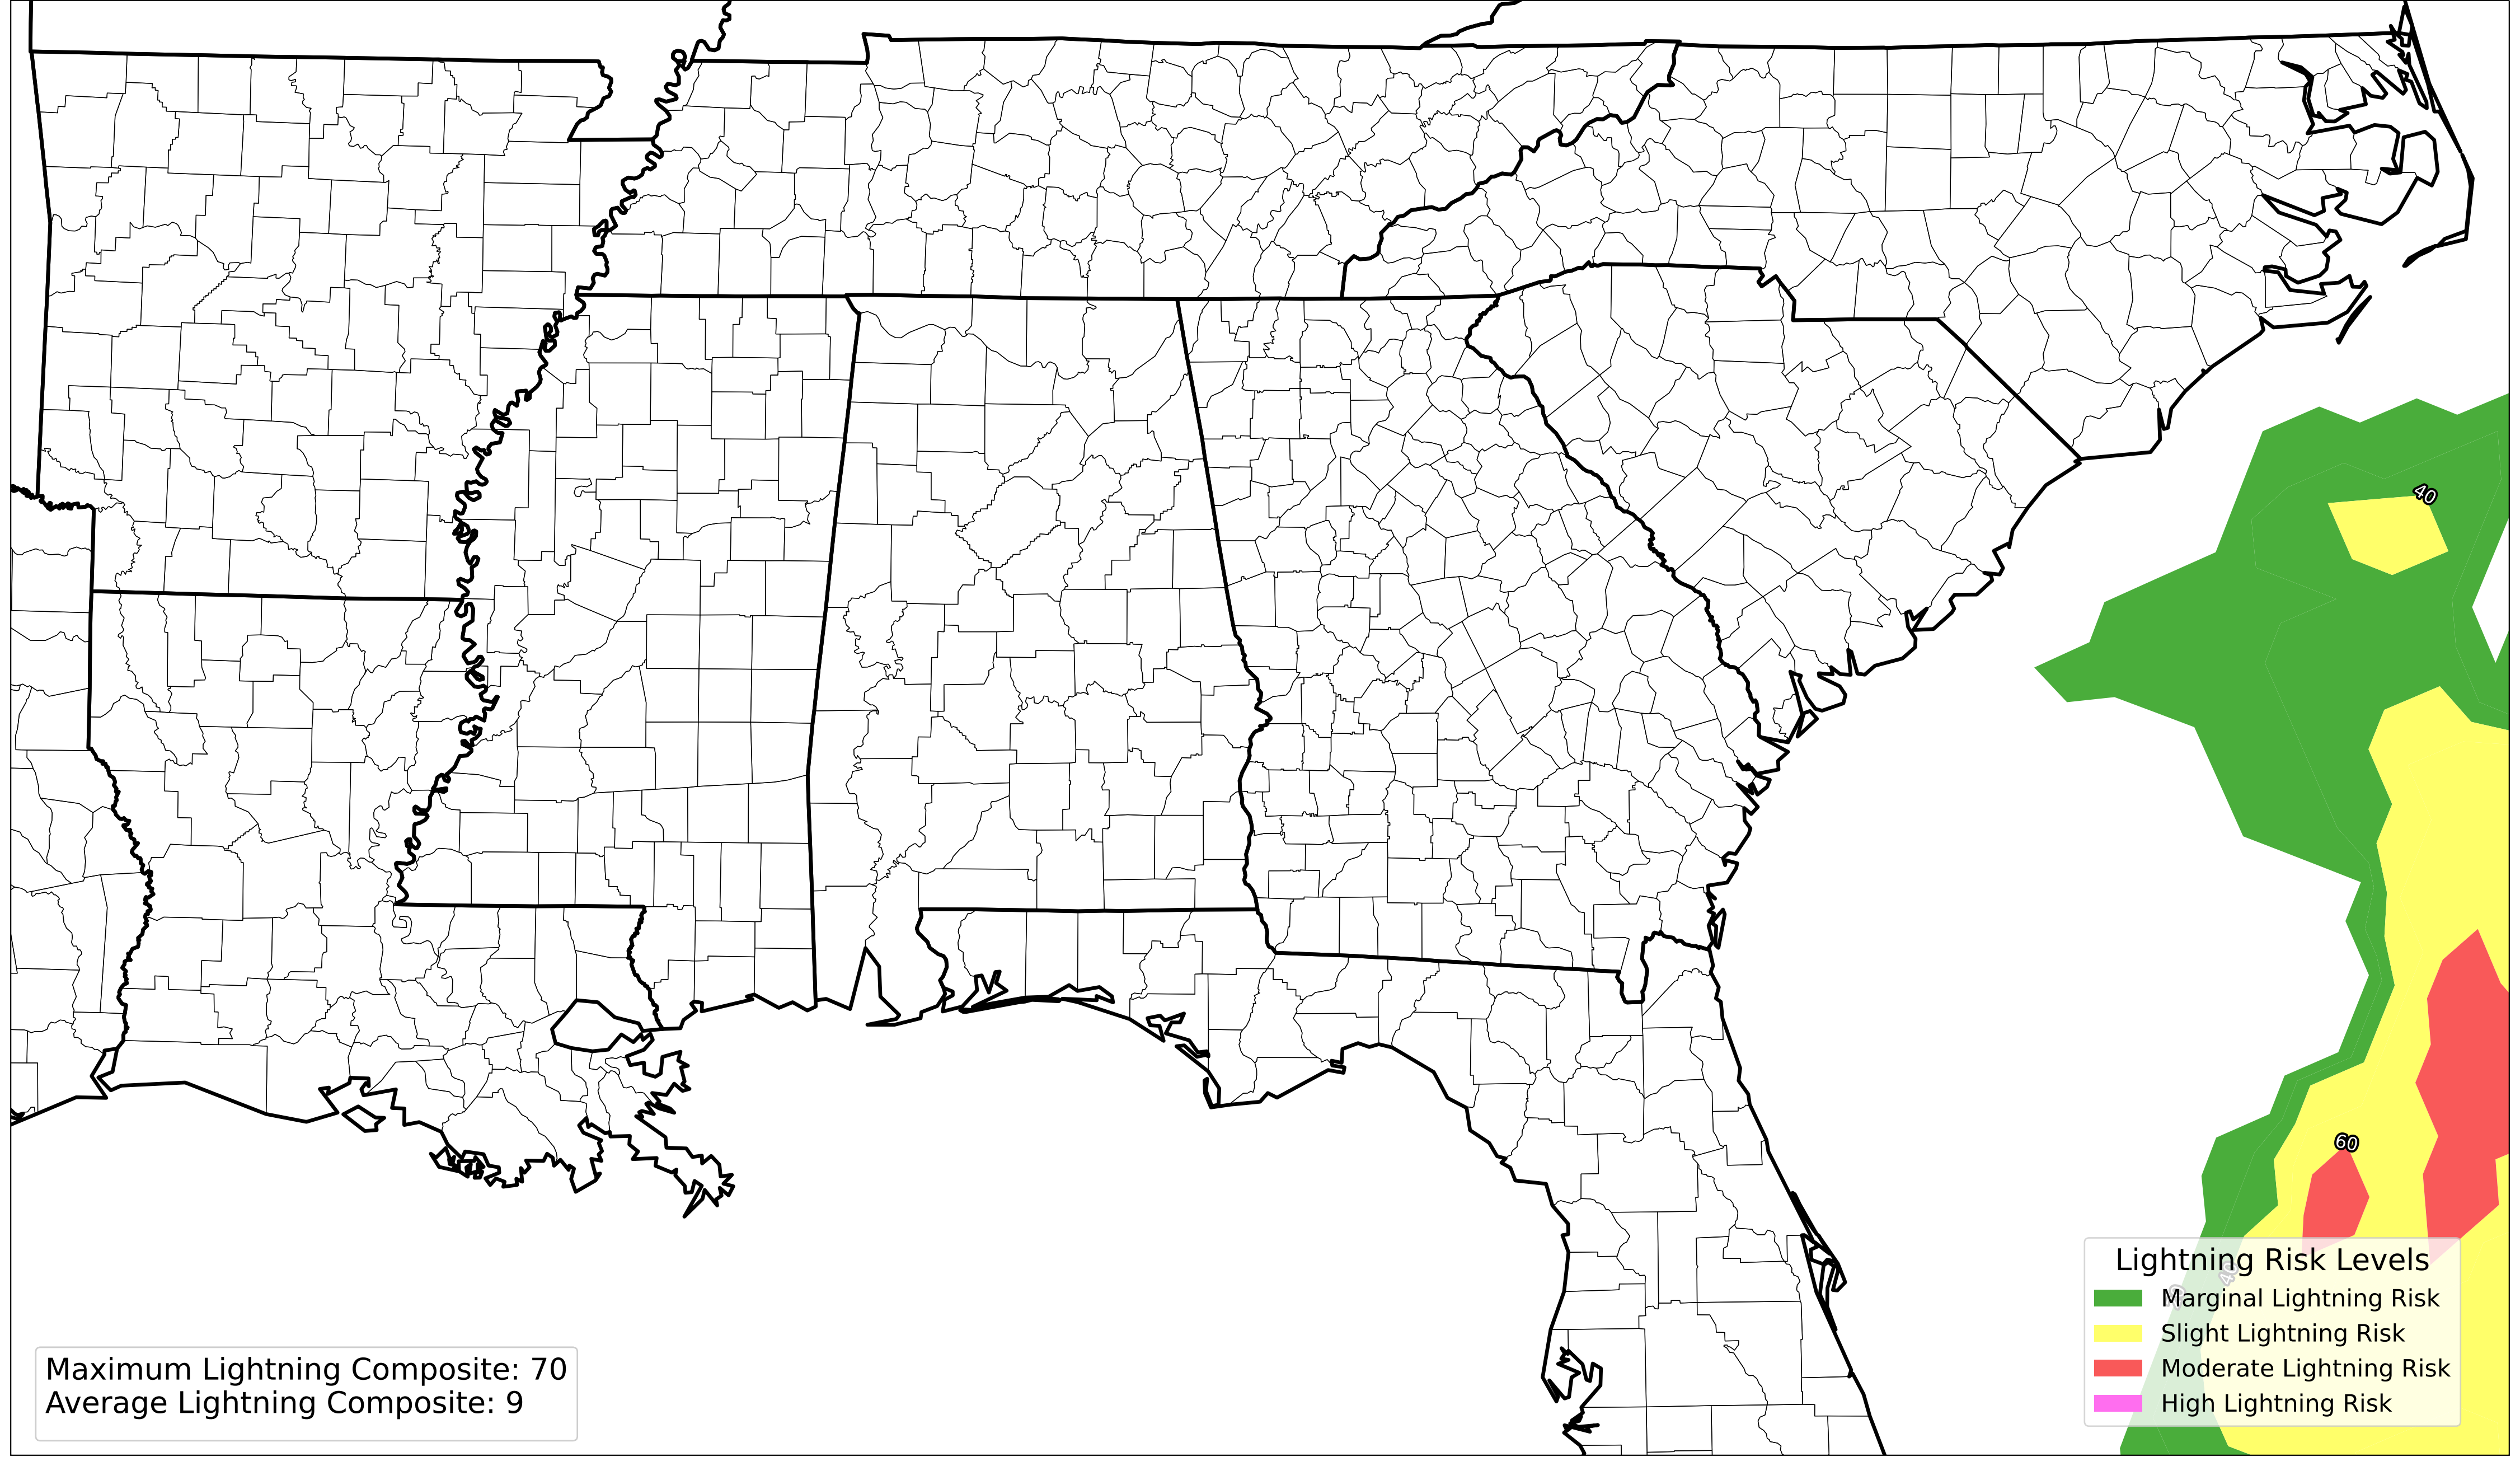 40
60
Lightning Risk Levels
Marginal Lightning Risk
Slight Lightning Risk
Moderate Lightning Risk
High Lightning Risk
Maximum Lightning Composite: 70
Average Lightning Composite: 9